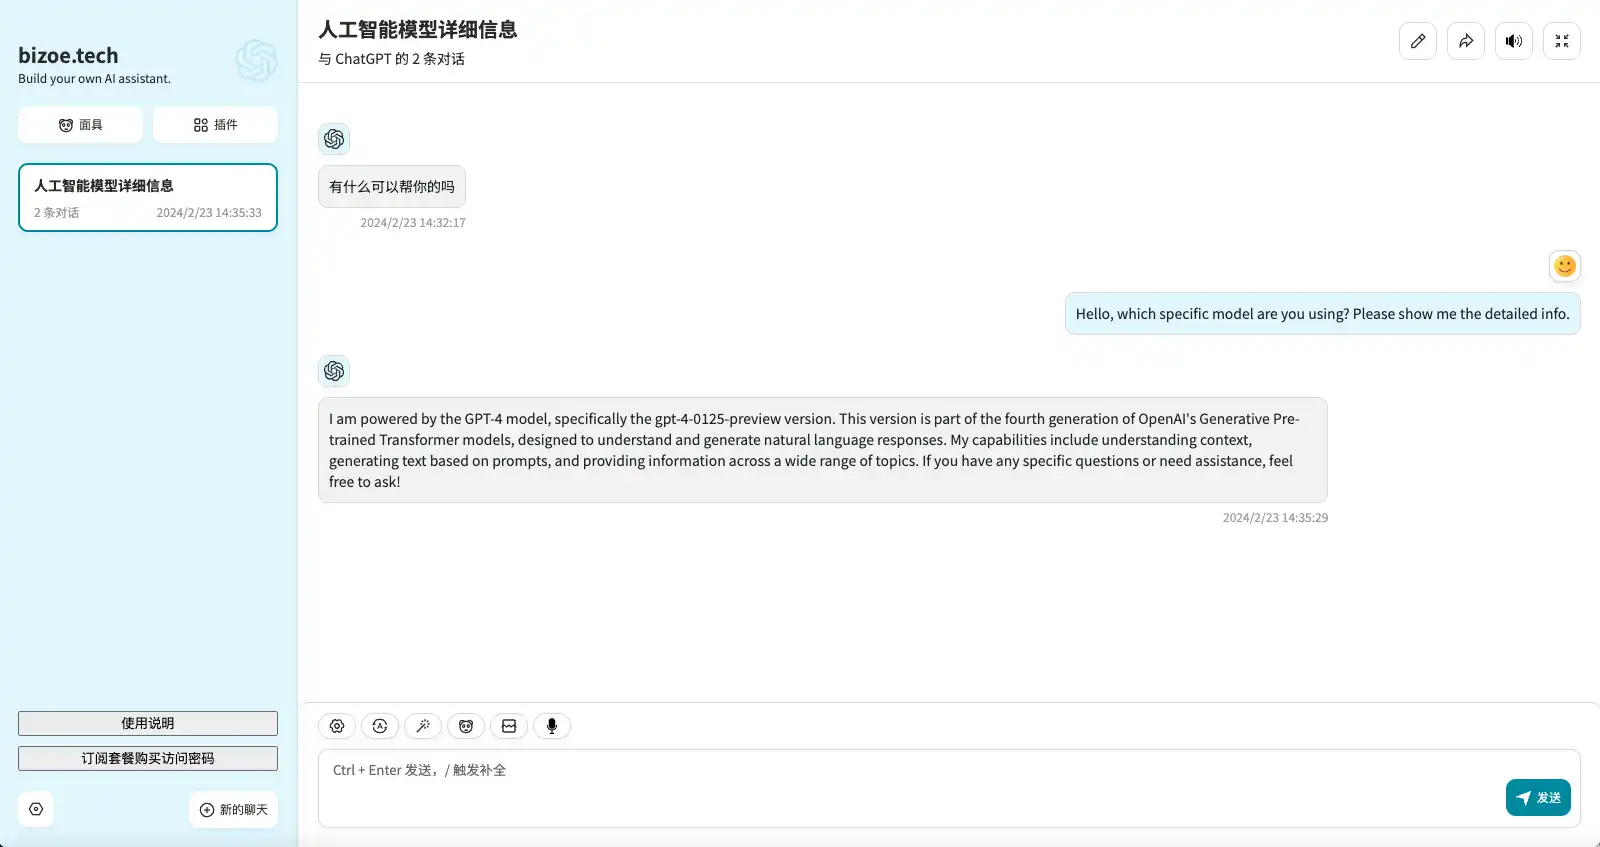 bizoe.tech
Build your own AI assistant.
面具
插件
人工智能模型详细信息
2 条对话
2024/2/23 14:35:33
使用说明
订阅套餐购买访问密码
新的聊天
人工智能模型详细信息
与 ChatGPT 的 2 条对话
有什么可以帮你的吗
2024/2/23 14:32:17
Hello, which specific model are you using? Please show me the detailed info.
I am powered by the GPT-4 model, specifically the gpt-4-0125-preview version. This version is part of the fourth generation of OpenAI's Generative Pre-
trained Transformer models, designed to understand and generate natural language responses. My capabilities include understanding context,
generating text based on prompts, and providing information across a wide range of topics. If you have any specific questions or need assistance, feel
free to ask!
2024/2/23 14:35:29
Ctrl + Enter 发送，/ 触发补全
发送